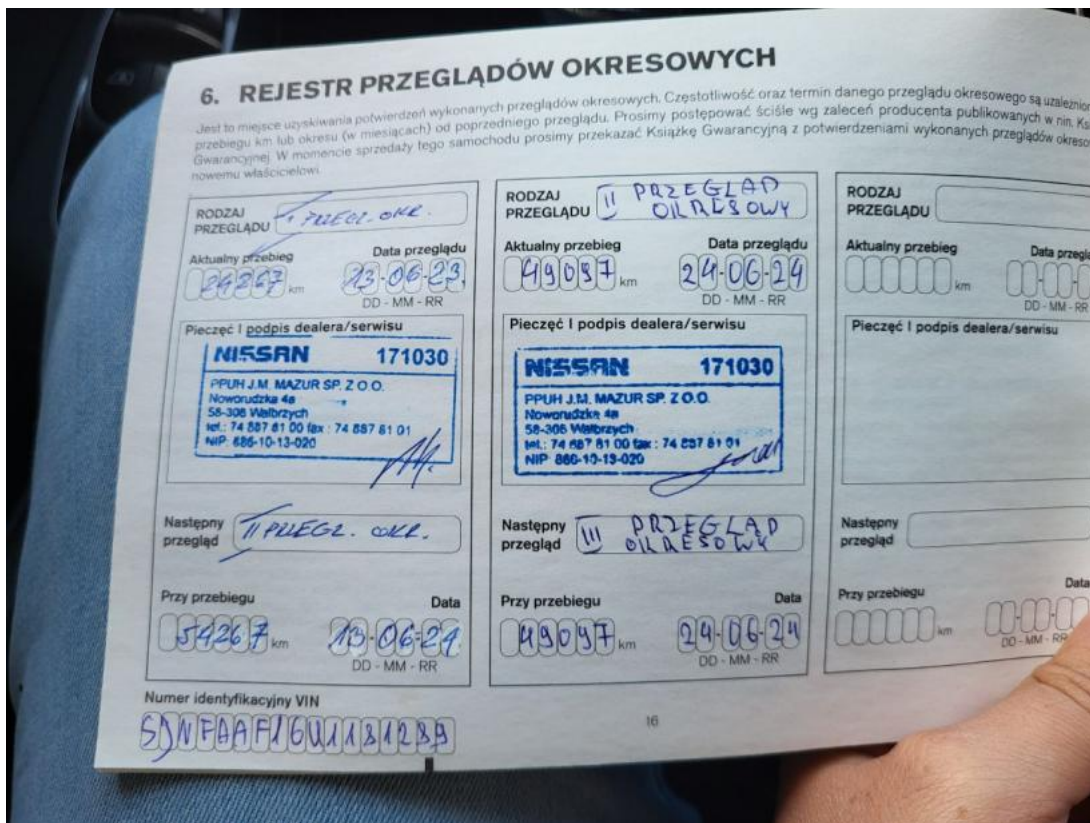 6. REJESTR PRZEGLĄDÓW OKRESOWYCH
Jest to miejsce uzyskiwania potwierdzeń wykonanych przeglądów okresowych. Częstotliwość oraz termin danego przeglądu okresowego są
przebiegu km lub okresu (w miesiącach) od poprzedniego przeglądu. Prosimy postępować ściśle wg zaleceń producenta publikowanych w nin.
Gwarancyjnej. W momencie sprzedaży tego samochodu prosimy przekazać Książkę Gwarancyjną z potwierdzeniami wykonanych przeglądów
nowemu właścicielowi.
RODZAJ
PRZEGLĄDU PRZEGL. OKR.
Aktualny przebieg Data przeglądu
24267 km 13-06-23
DD - MM - RR
Pieczęć I podpis dealera/serwisu
NISSAN 171030
PPUH J.M. MAZUR SP. Z O O.
Noworudzka 4a
58-306 Wałbrzych
tel.: 74 887 81 00 fax : 74 887 81 01
NIP: 886-10-13-020
Następny
przegląd II PRZEGL. OKR.
Przy przebiegu Data
54267 km 13-06-24
DD - MM - RR
RODZAJ
PRZEGLĄDU II PRZEGLAD
OKRESOWY
Aktualny przebieg Data przeglądu
49097 km 24-06-24
DD - MM - RR
Pieczęć I podpis dealera/serwisu
NISSAN 171030
PPUH J.M. MAZUR SP. Z O.O.
Noworudzka 4a
58-306 Wałbrzych
tel.: 74 887 81 00 fax : 74 887 81 01
NIP 886-10-13-020
Następny
przegląd III PRZEGLAD
OKRESOWY
Przy przebiegu Data
49097 km 24-06-24
DD - MM - RR
RODZAJ
PRZEGLĄDU
Aktualny przebieg Data
km
DD - MM - RR
Pieczęć I podpis dealera/serwisu
Następny
przegląd
Przy przebiegu Data
km
DD - MM - RR
Numer identyfikacyjny VIN
16